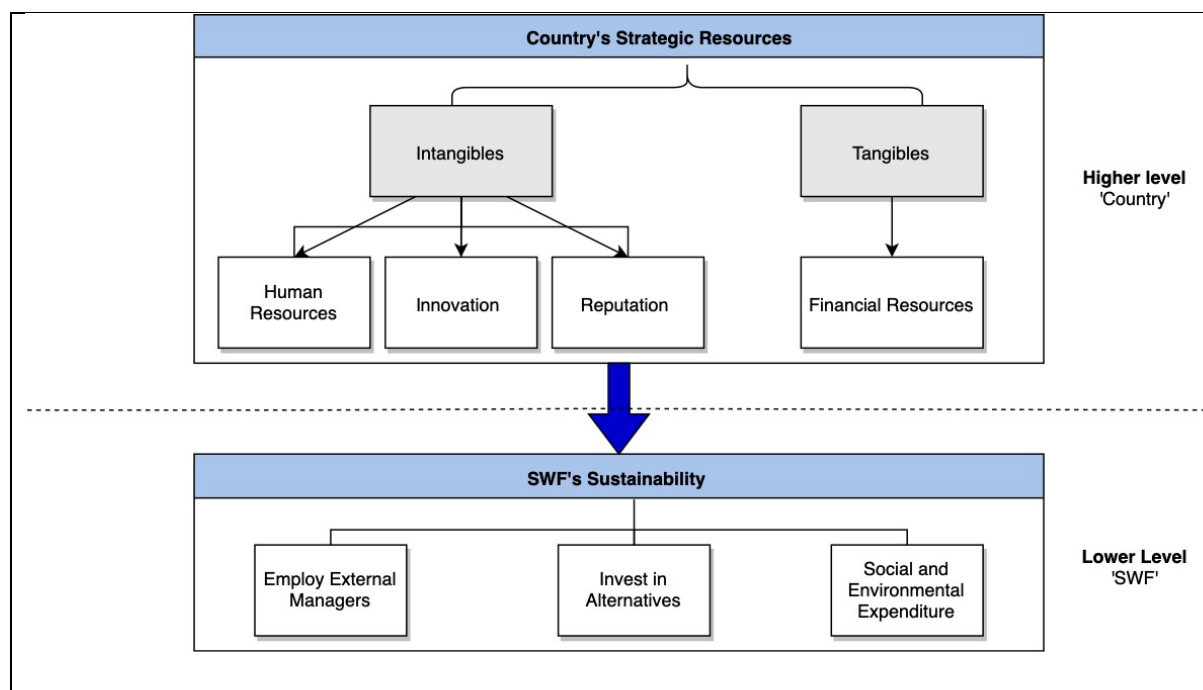 Country's Strategic Resources
Intangibles
Tangibles
Higher level
'Country'
Human
Resources
Innovation
Reputation
Financial Resources
SWF's Sustainability
Employ External
Managers
Invest in
Alternatives
Social and
Environmental
Expenditure
Lower Level
'SWF'